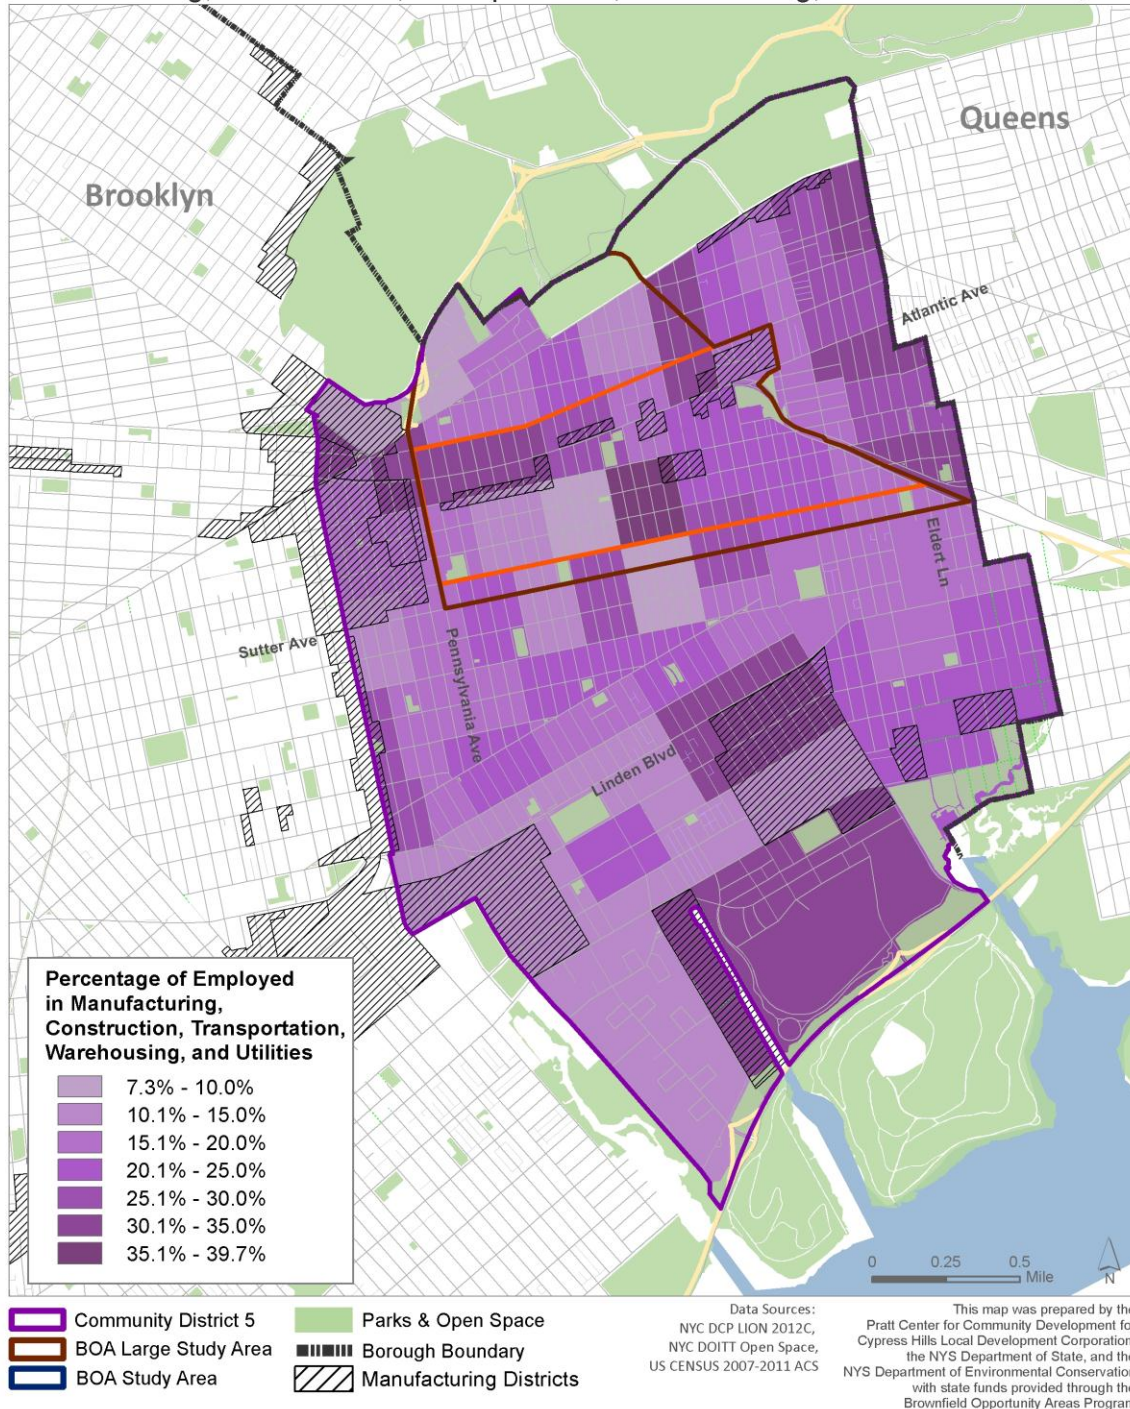 Queens
Brooklyn
Atlantic Ave
Eldert Ln
Sutter Ave
Pennsylvania Ave
Linden Blvd
Percentage of Employed
in Manufacturing,
Construction, Transportation,
Warehousing, and Utilities
7.3% - 10.0%
10.1% - 15.0%
15.1% - 20.0%
20.1% - 25.0%
25.1% - 30.0%
30.1% - 35.0%
35.1% - 39.7%
0 0.25 0.5
Mile
N
Community District 5
BOA Large Study Area
BOA Study Area
Parks & Open Space
Borough Boundary
Manufacturing Districts
Data Sources:
NYC DCP LION 2012C,
NYC DOITT Open Space,
US CENSUS 2007-2011 ACS
This map was prepared by the
Pratt Center for Community Development fo
Cypress Hills Local Development Corporation
the NYS Department of State, and the
NYS Department of Environmental Conservation
with state funds provided through the
Brownfield Opportunity Areas Program